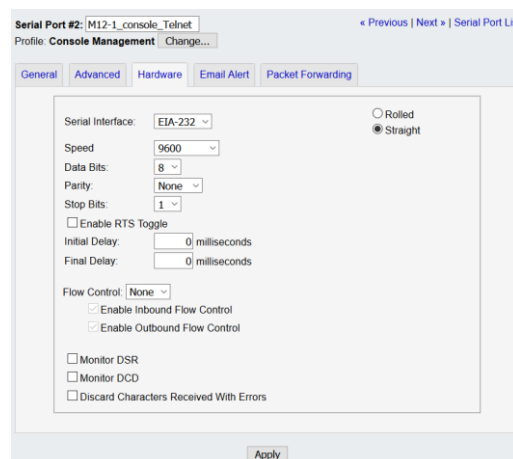 Serial Port #2: M12-1_console_Telnet « Previous | Next » | Serial Port Li
Profile: Console Management Change...
General Advanced Hardware Email Alert Packet Forwarding
Serial Interface: EIA-232
Rolled
Straight
Speed 9600
Data Bits: 8
Parity: None
Stop Bits: 1
Enable RTS Toggle
Initial Delay: 0 milliseconds
Final Delay: 0 milliseconds
Flow Control: None
Enable Inbound Flow Control
Enable Outbound Flow Control
Monitor DSR
Monitor DCD
Discard Characters Received With Errors
Apply